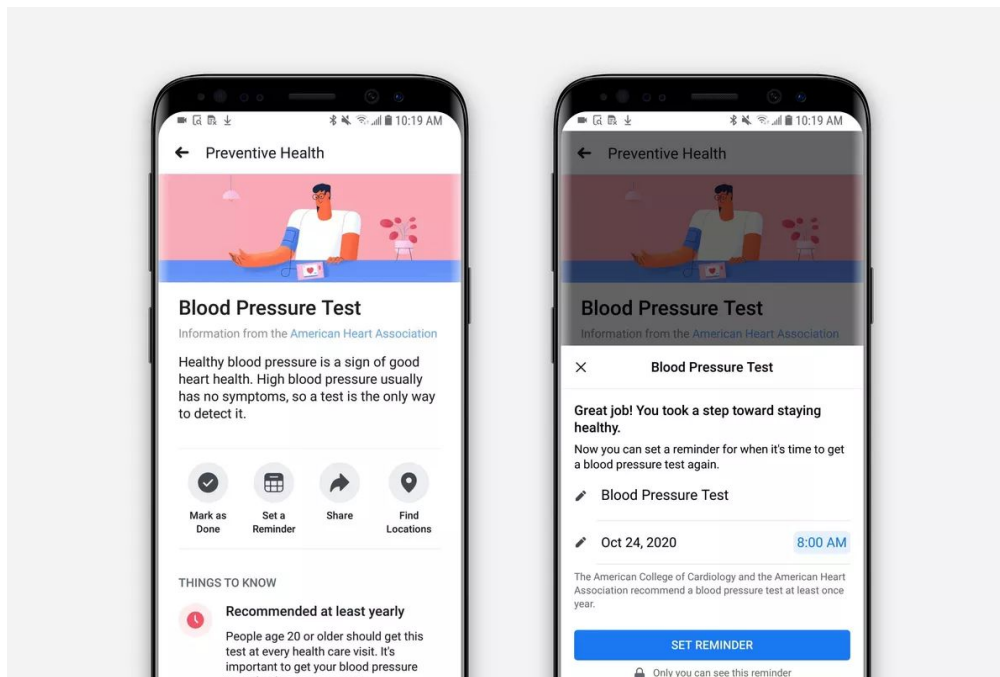 10:19 AM
Preventive Health
Blood Pressure Test
Information from the American Heart Association
Healthy blood pressure is a sign of good
heart health. High blood pressure usually
has no symptoms, so a test is the only way
to detect it.
Mark as
Done
Set a
Reminder
Share
Find
Locations
THINGS TO KNOW
Recommended at least yearly
People age 20 or older should get this
test at every health care visit. It's
important to get your blood pressure
10:19 AM
Preventive Health
Blood Pressure Test
Information from the American Heart Association
Blood Pressure Test
Great job! You took a step toward staying
healthy.
Now you can set a reminder for when it's time to get
a blood pressure test again.
Blood Pressure Test
Oct 24, 2020
8:00 AM
The American College of Cardiology and the American Heart
Association recommend a blood pressure test at least once
year.
SET REMINDER
Only you can see this reminder